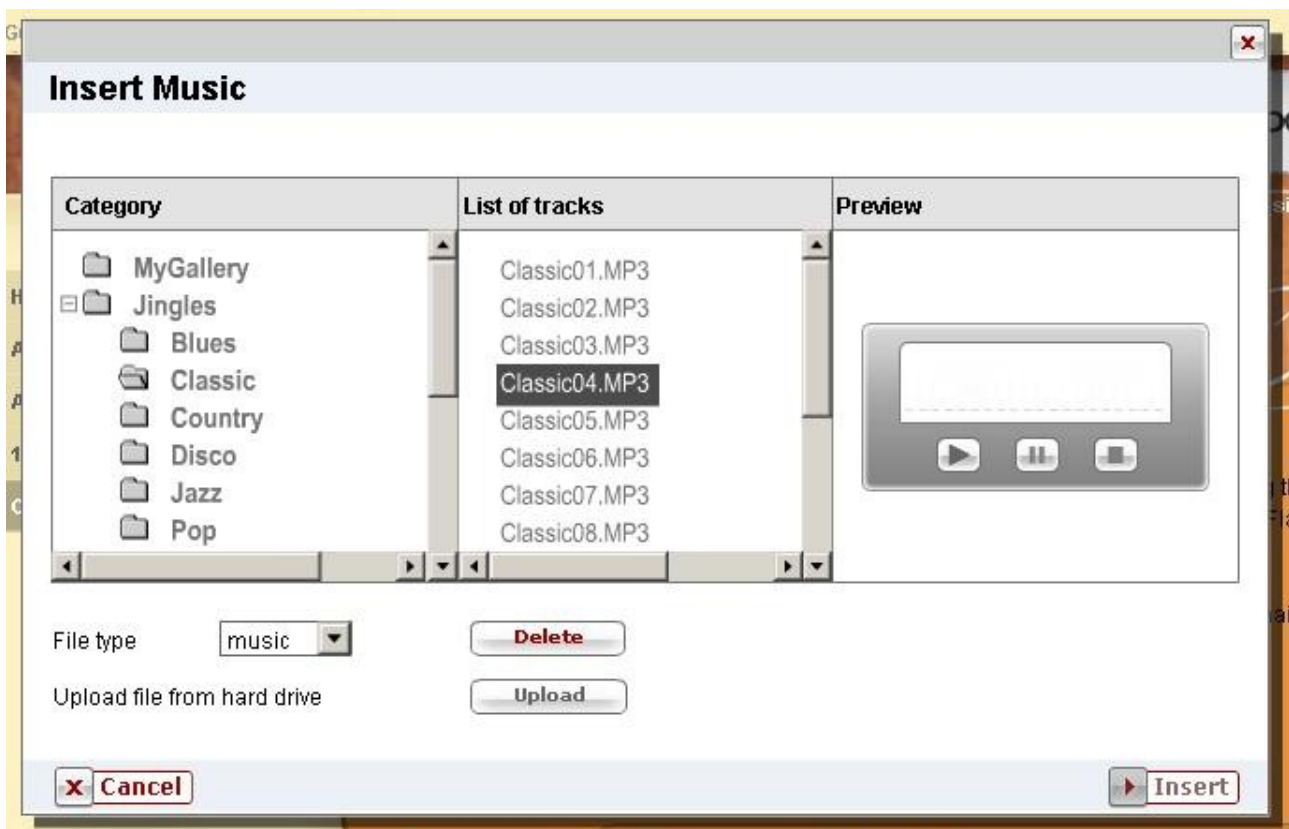 Insert Music
Category
List of tracks
Preview
MyGallery
Jingles
Blues
Classic
Country
Disco
Jazz
Pop
Classic01.MP3
Classic02.MP3
Classic03.MP3
Classic04.MP3
Classic05.MP3
Classic06.MP3
Classic07.MP3
Classic08.MP3
File type
music
Delete
Upload file from hard drive
Upload
Cancel
Insert